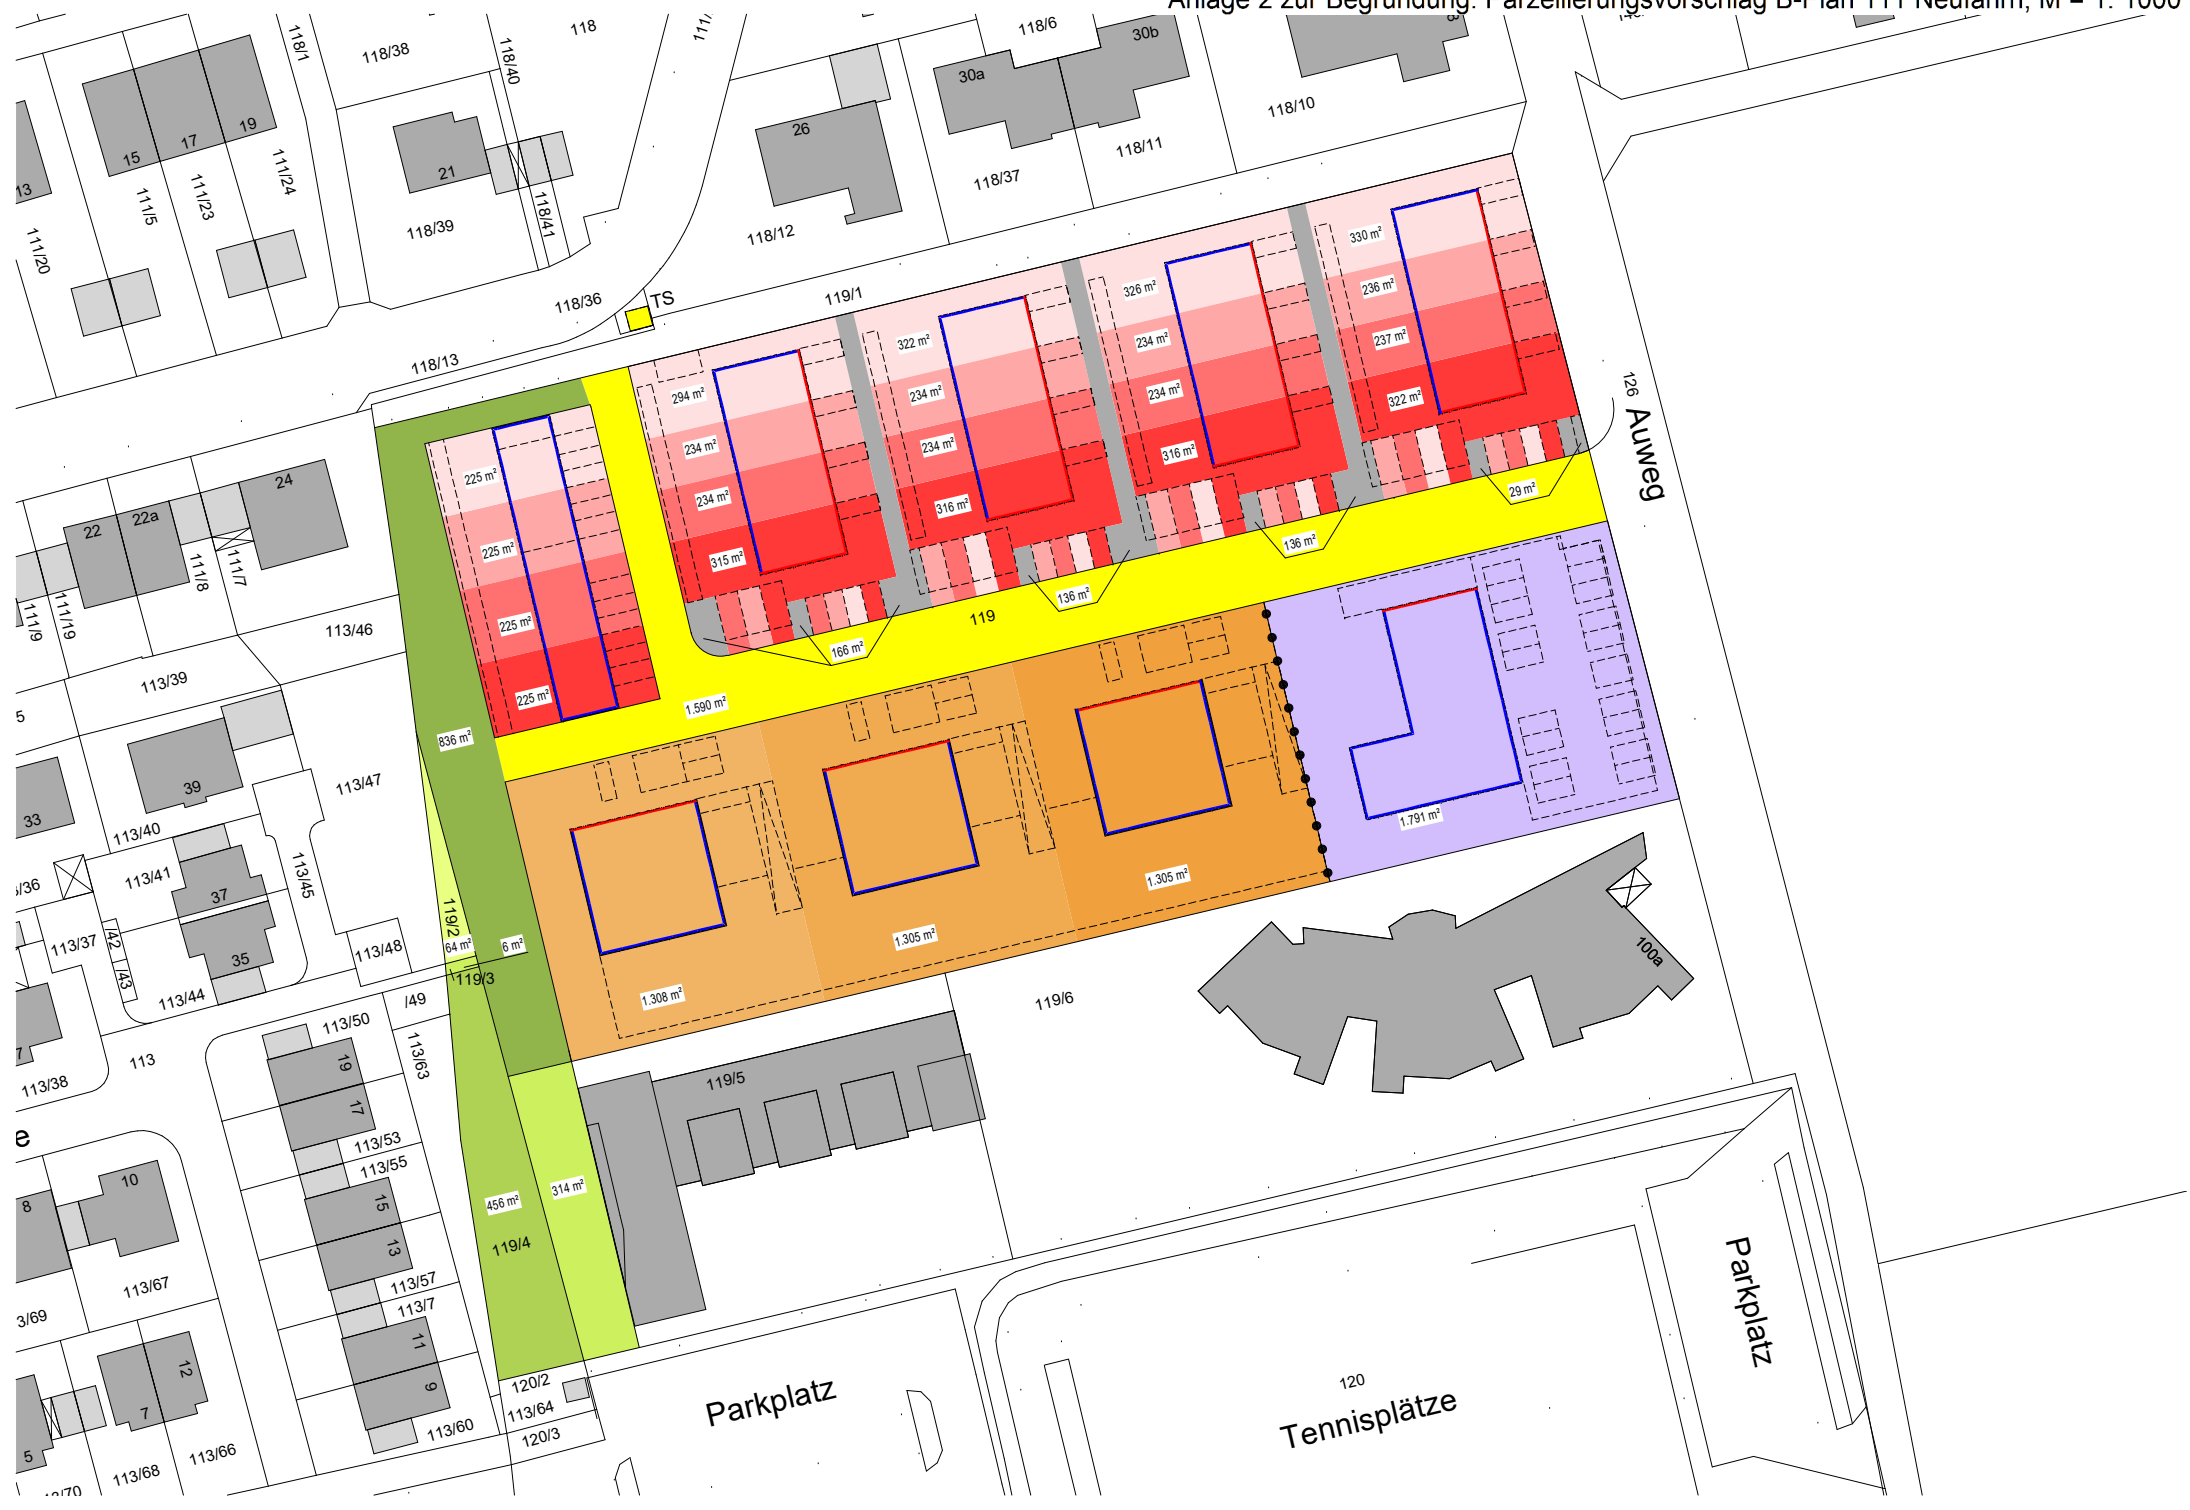 Anlage 2 zur Begründung: Parzellierungsvorschlag B-Plan 111 Neufahrn, M = 1: 1000
118/1
118/38
118/40
118
118/6
30b
30a
118/10
15
17
19
13
111/5
111/23
111/24
111/20
21
118/39
118/41
26
118/12
118/37
118/11
118/36
TS
119/1
118/13
330 m²
236 m²
237 m²
322 m²
326 m²
234 m²
234 m²
316 m²
322 m²
234 m²
234 m²
316 m²
294 m²
234 m²
234 m²
315 m²
225 m²
225 m²
225 m²
225 m²
29 m²
136 m²
136 m²
166 m²
126
Auweg
24
22
22a
111/8
111/7
111/9
111/19
113/46
113/39
5
119
1.590 m²
836 m²
1.791 m²
1.305 m²
1.305 m²
1.308 m²
39
33
113/47
113/40
113/41
37
113/45
35
113/37
/42
/43
113/44
113/48
119/2
64 m²
6 m²
119/3
/49
113/50
113/63
113
113/38
7
119/6
100a
119/5
19
17
113/53
113/55
15
13
113/57
113/7
11
9
113/60
e
8
10
113/67
3/69
12
7
5
113/68
113/66
456 m²
314 m²
119/4
120/2
113/64
120/3
Parkplatz
120
Tennisplätze
Parkplatz